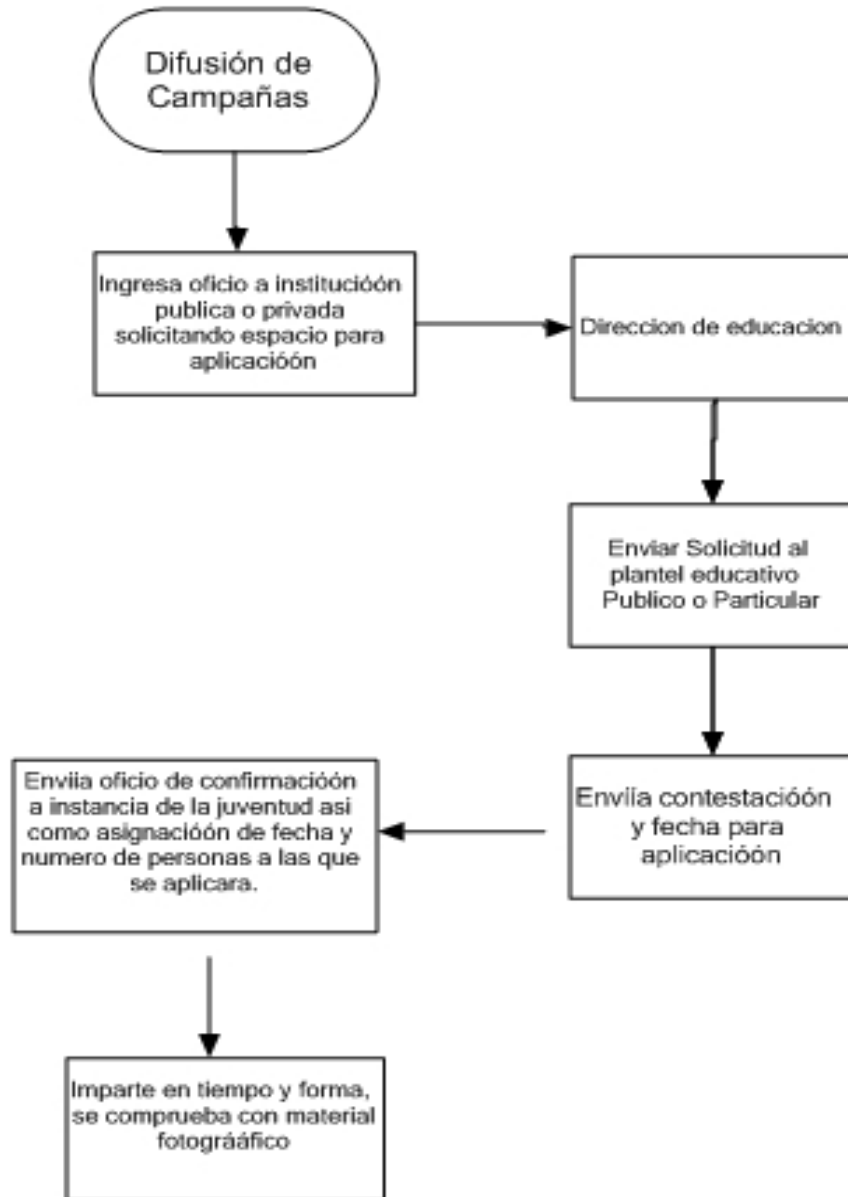 Difusión de
Campañas
Ingresa oficio a institucióón
publica o privada
solicitando espacio para
aplicacióón
Direccion de educacion
Enviar Solicitud al
plantel educativo
Publico o Particular
Envíía contestacióón
y fecha para
aplicacióón
Enviia oficio de confirmacióón
a instancia de la juventud asi
como asignacióón de fecha y
numero de personas a las que
se aplicara.
Imparte en tiempo y forma,
se comprueba con material
fotográáfico